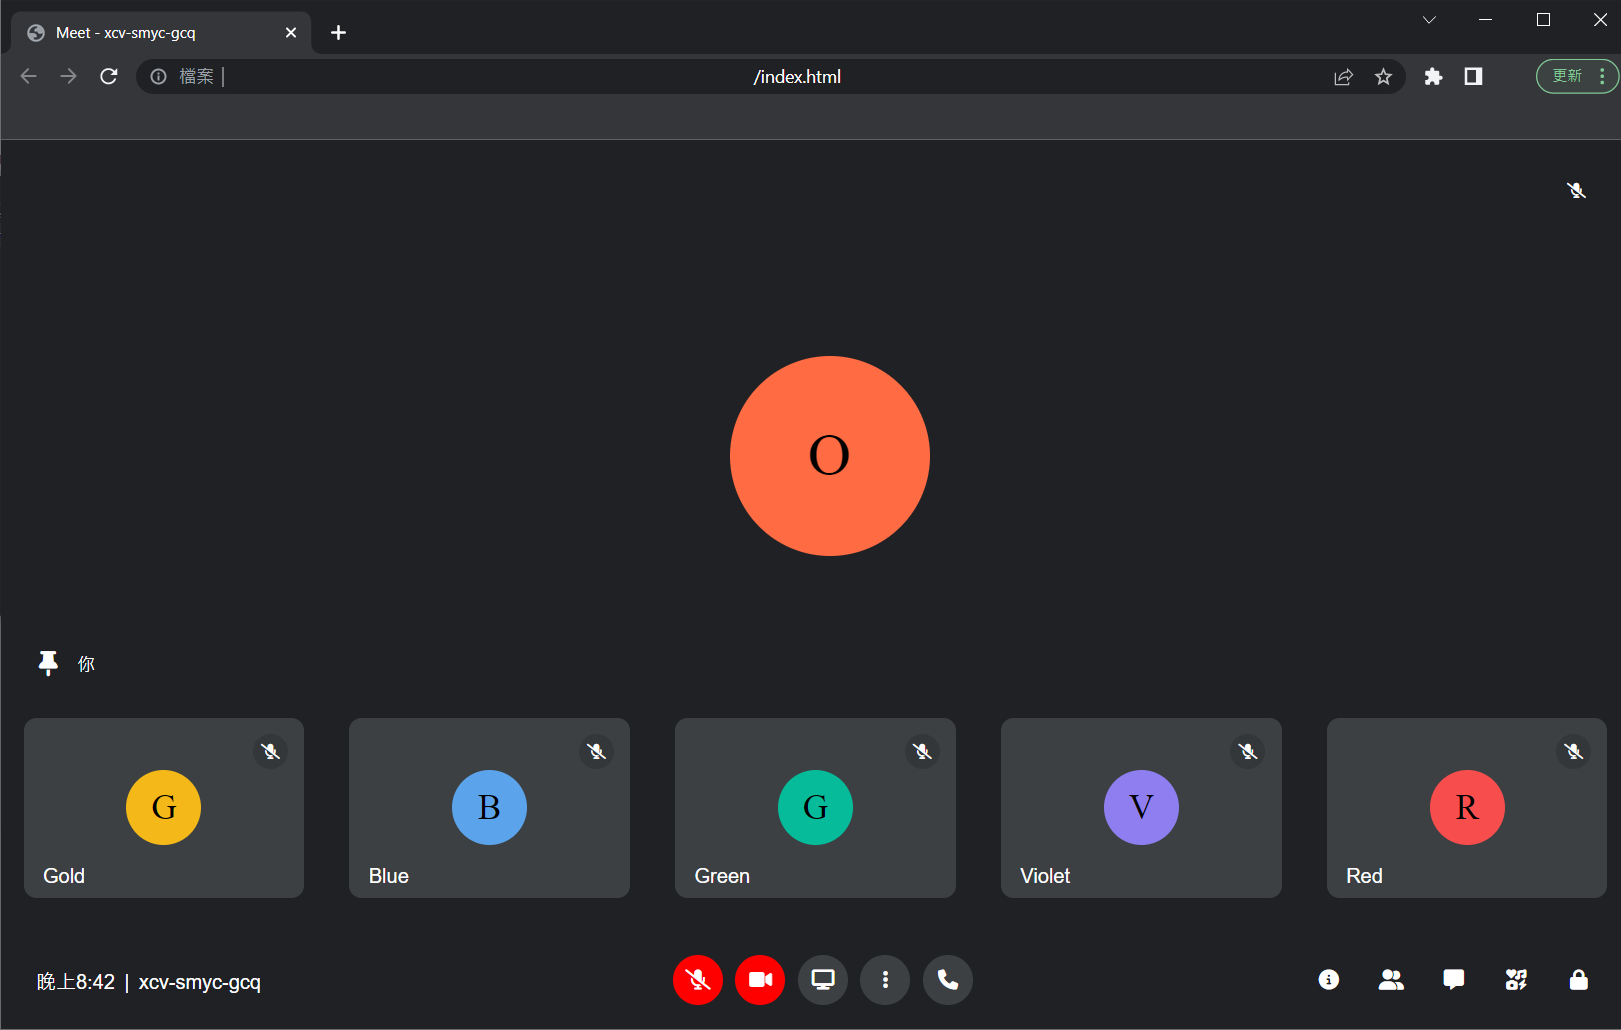 Meet - xcv-smyc-gcq
檔案 | /index.html
更新
O
你
G
Gold
B
Blue
G
Green
V
Violet
R
Red
晚上8:42 | xcv-smyc-gcq